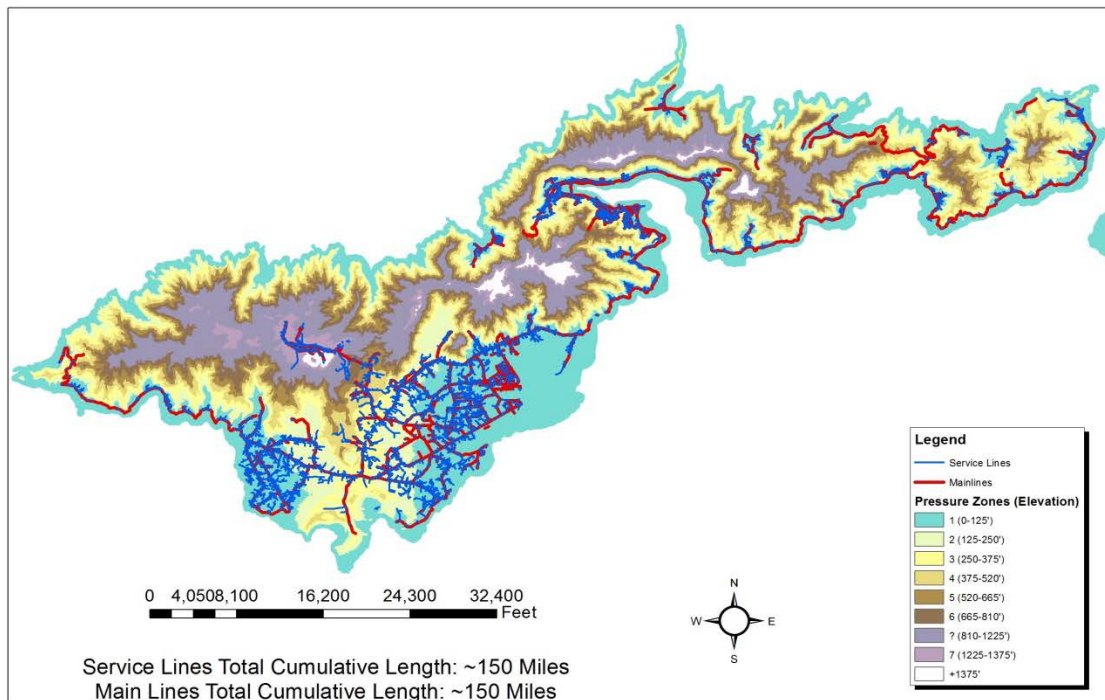 0 4,050 8,100 16,200 24,300 32,400
Feet
Service Lines Total Cumulative Length: ~150 Miles
Main Lines Total Cumulative Length: ~150 Miles
N
W E
S
Legend
Service Lines
Mainlines
Pressure Zones (Elevation)
1 (0-125')
2 (125-250')
3 (250-375')
4 (375-520')
5 (520-665')
6 (665-810')
? (810-1225')
7 (1225-1375')
+1375'